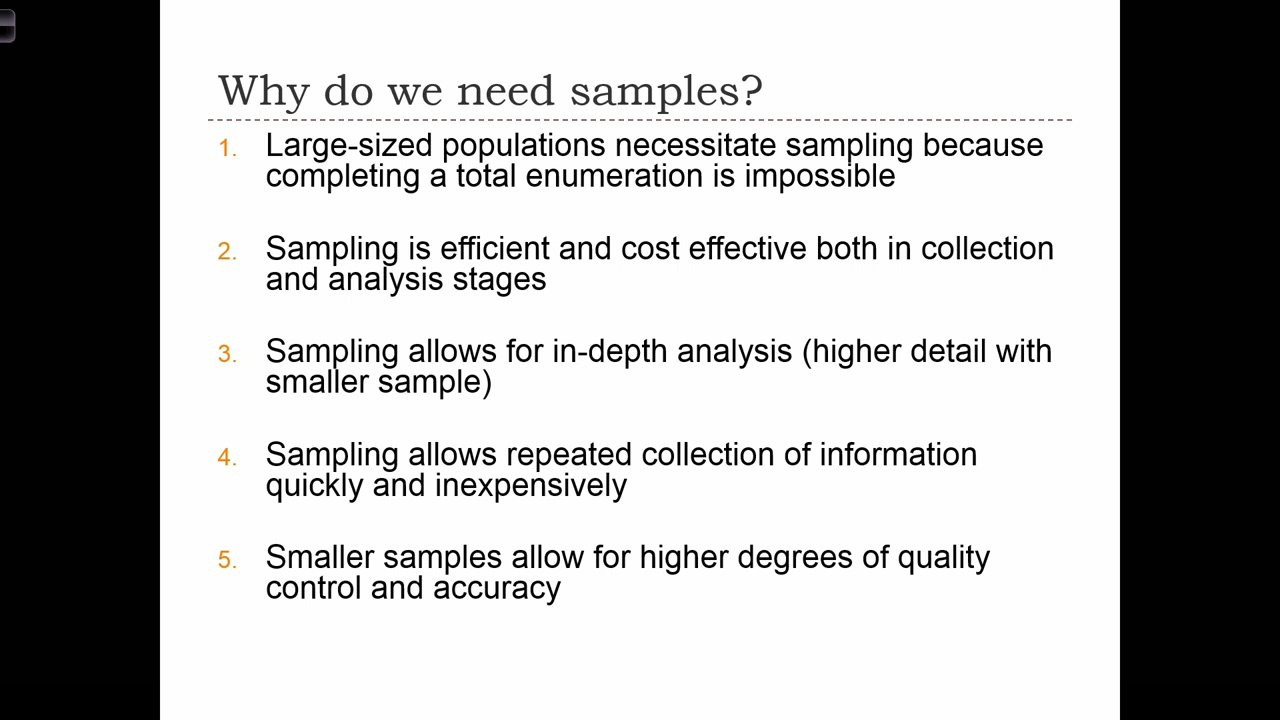 Why do we need samples?
1. Large-sized populations necessitate sampling because
completing a total enumeration is impossible
2. Sampling is efficient and cost effective both in collection
and analysis stages
3. Sampling allows for in-depth analysis (higher detail with
smaller sample)
4. Sampling allows repeated collection of information
quickly and inexpensively
5. Smaller samples allow for higher degrees of quality
control and accuracy